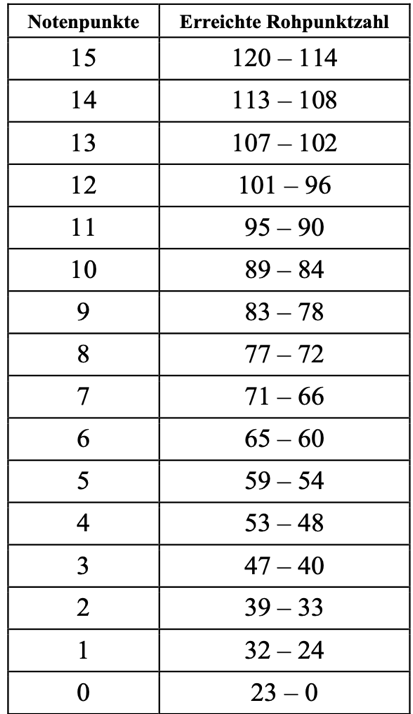 Notenpunkte Erreichte Rohpunktzahl
15 120 – 114
14 113 – 108
13 107 – 102
12 101 – 96
11 95 – 90
10 89 – 84
9 83 – 78
8 77 – 72
7 71 – 66
6 65 – 60
5 59 – 54
4 53 – 48
3 47 – 40
2 39 – 33
1 32 – 24
0 23 – 0